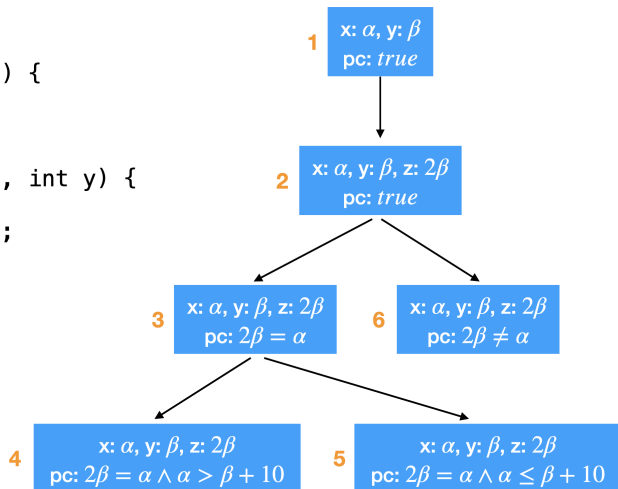 ) {
, int y) {
;
1
x: α, y: β
pc: true
2
x: α, y: β, z: 2β
pc: true
3
x: α, y: β, z: 2β
pc: 2β = α
6
x: α, y: β, z: 2β
pc: 2β ≠ α
4
x: α, y: β, z: 2β
pc: 2β = α ∧ α > β + 10
5
x: α, y: β, z: 2β
pc: 2β = α ∧ α ≤ β + 10